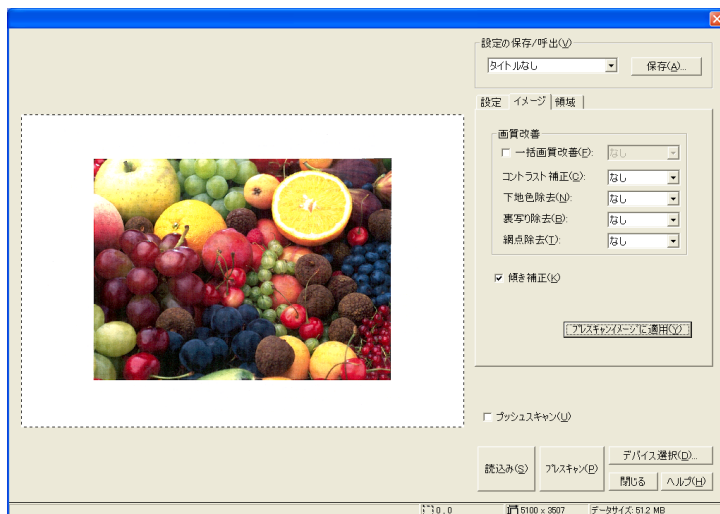 設定の保存/呼出(V)
タイトルなし
保存(A)...
設定 イメージ 領域
画質改善
一括画質改善(F): なし
コントラスト補正(C): なし
下地色除去(N): なし
裏写り除去(B): なし
網点除去(T): なし
傾き補正(K)
プレスキャンイメージに適用(Y)
プッシュスキャン(U)
読込み(S)
プレスキャン(P)
デバイス選択(D)...
閉じる
ヘルプ(H)
0 , 0
5100 x 3507
データサイズ: 51.2 MB